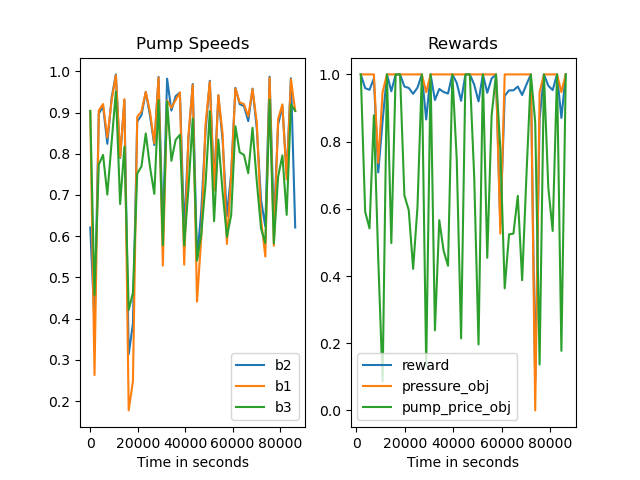 Pump Speeds
1.0
0.9
0.8
0.7
0.6
0.5
0.4
0.3
0.2
b2
b1
b3
0 20000 40000 60000 80000
Time in seconds
Rewards
1.0
0.8
0.6
0.4
0.2
0.0
reward
pressure_obj
pump_price_obj
0 20000 40000 60000 80000
Time in seconds